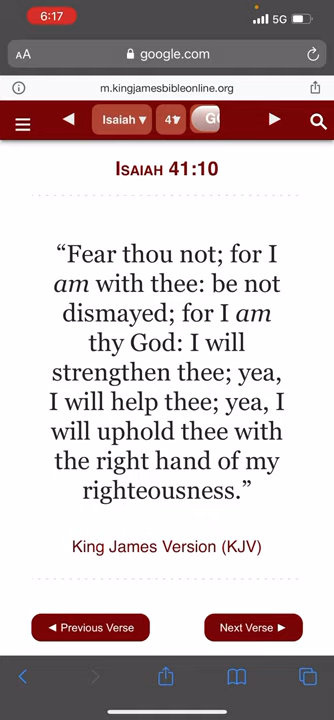 6:17
5G
AA
google.com
m.kingjamesbibleonline.org
Isaiah ▼
▼
ISAIAH 41:10
“Fear thou not; for I
am with thee: be not
dismayed; for I am
thy God: I will
strengthen thee; yea,
I will help thee; yea, I
will uphold thee with
the right hand of my
righteousness.”
King James Version (KJV)
◄ Previous Verse
Next Verse ►